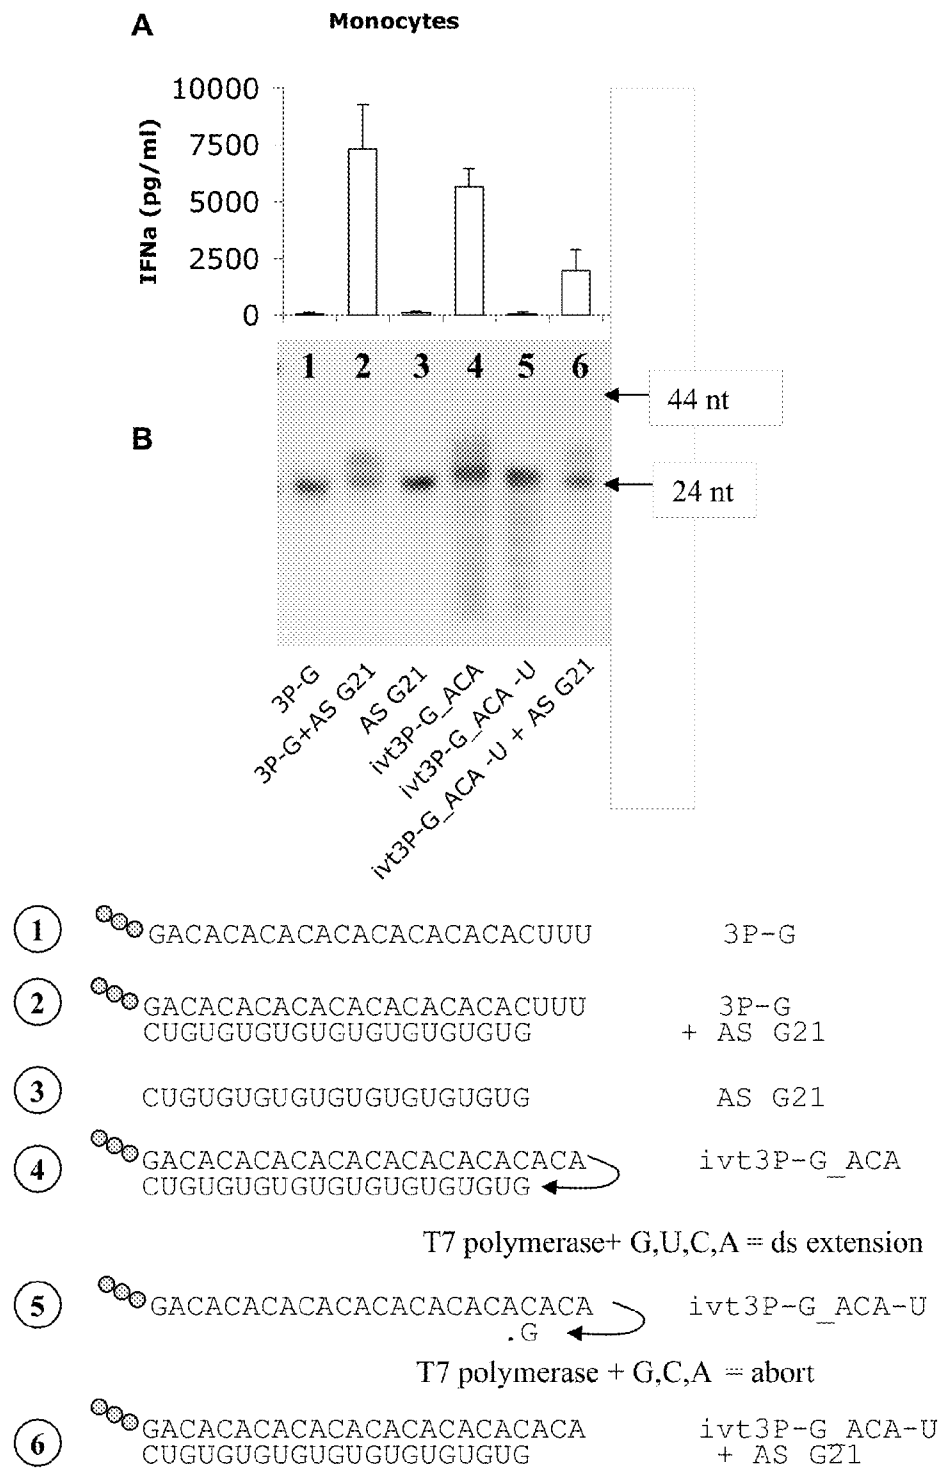 A
Monocytes
10000
7500
5000
2500
0
IFNa (pg/ml)
1 2 3 4 5 6
44 nt
B
24 nt
3P-G
3P-G+AS G21
AS G21
ivt3P-G_ACA
ivt3P-G_ACA -U
ivt3P-G_ACA -U + AS G21
1 GACACACACACACACACACACUUU 3P-G
2 GACACACACACACACACACACUUU 3P-G
CUGUGUGUGUGUGUGUGUGUG + AS G21
3 CUGUGUGUGUGUGUGUGUGUG AS G21
4 GACACACACACACACACACACACA ivt3P-G_ACA
CUGUGUGUGUGUGUGUGUGUG
T7 polymerase+ G,U,C,A = ds extension
5 GACACACACACACACACACACACA ivt3P-G_ACA-U
.G
T7 polymerase + G,C,A = abort
6 GACACACACACACACACACACACA ivt3P-G_ACA-U
CUGUGUGUGUGUGUGUGUGUG + AS G21